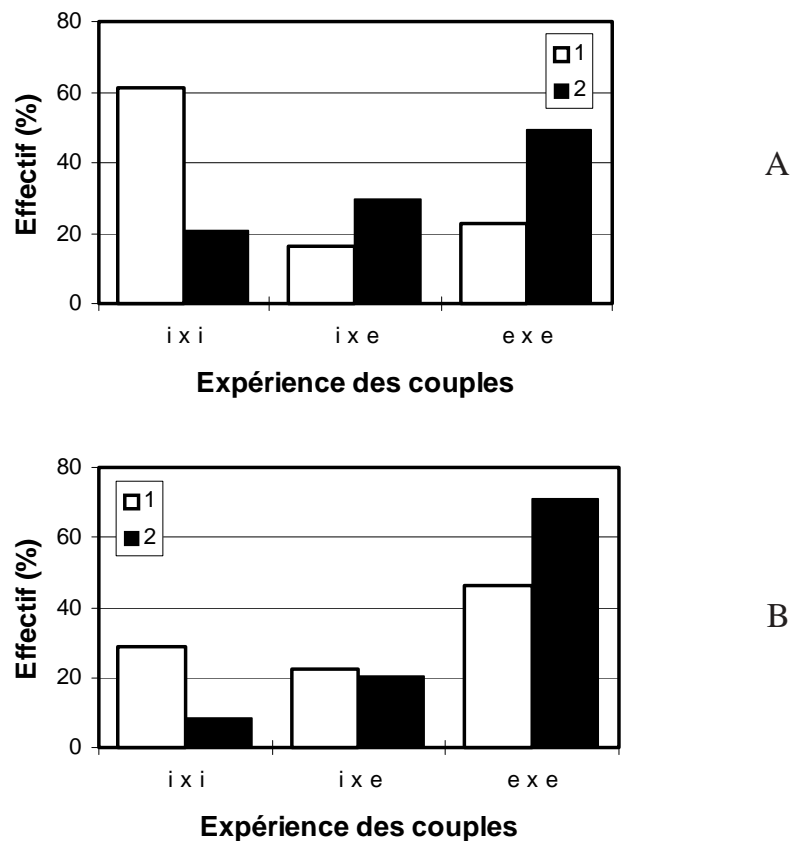 80
60
40
20
0
Effectif (%)
1
2
i x i
i x e
e x e
Expérience des couples
A
80
60
40
20
0
Effectif (%)
1
2
i x i
i x e
e x e
Expérience des couples
B